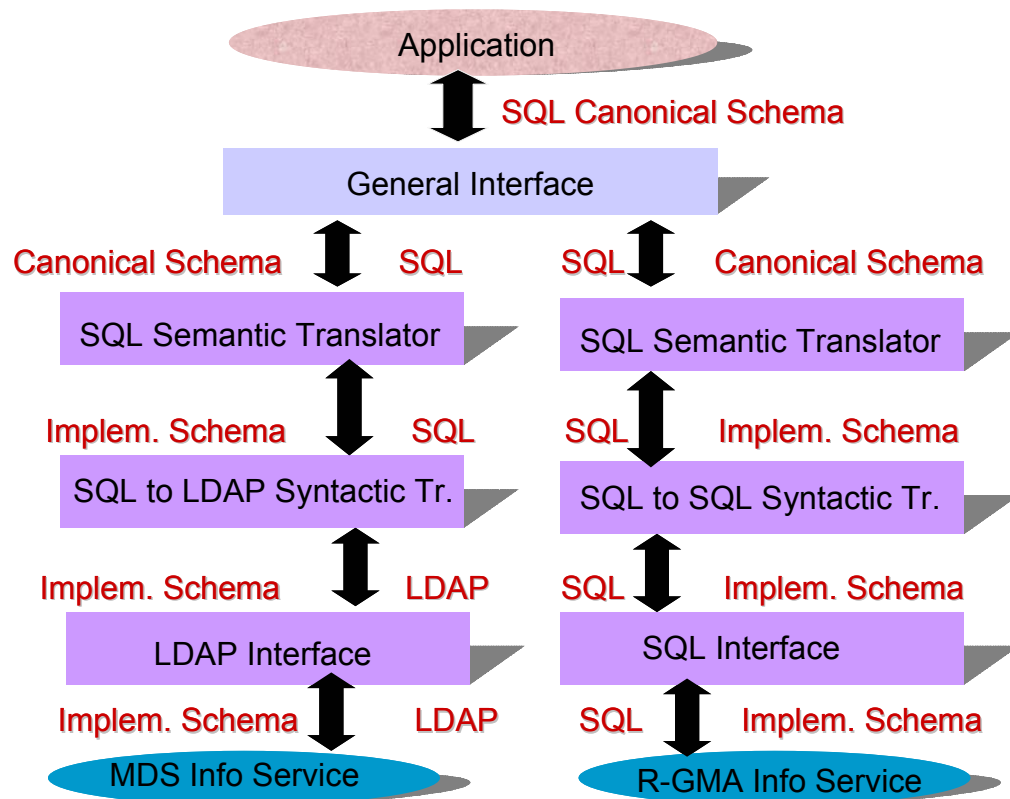 Application
SQL Canonical Schema
General Interface
Canonical Schema SQL SQL Canonical Schema
SQL Semantic Translator SQL Semantic Translator
Implem. Schema SQL SQL Implem. Schema
SQL to LDAP Syntactic Tr. SQL to SQL Syntactic Tr.
Implem. Schema LDAP SQL Implem. Schema
LDAP Interface SQL Interface
Implem. Schema LDAP SQL Implem. Schema
MDS Info Service R-GMA Info Service